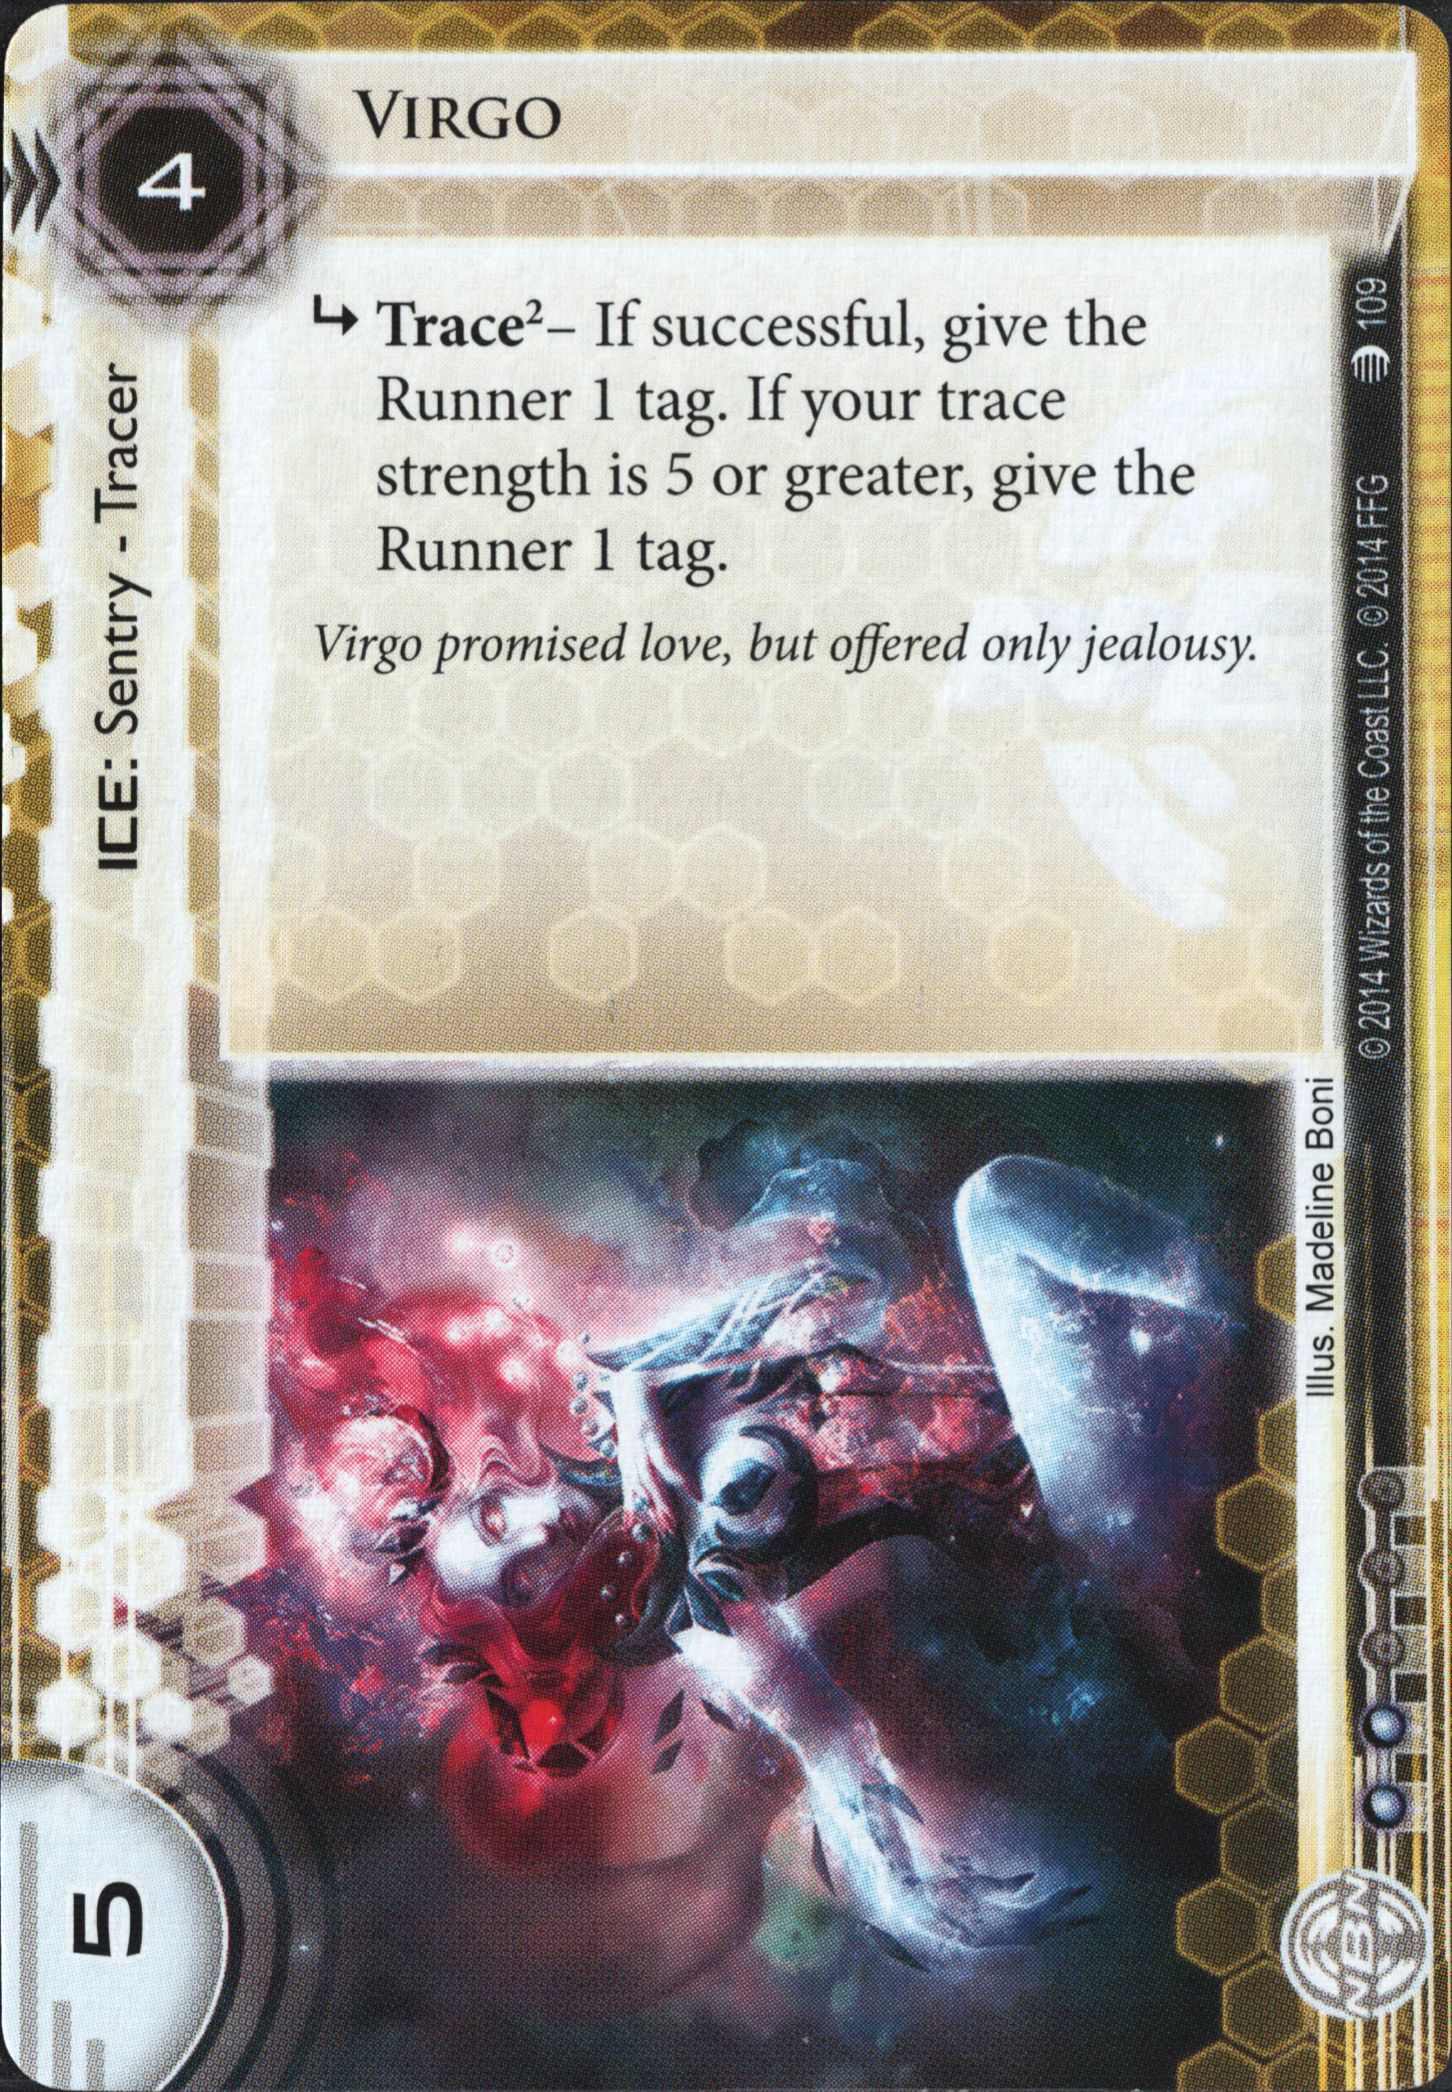 VIRGO
4
ICE: Sentry - Tracer
↳ Trace²– If successful, give the
Runner 1 tag. If your trace
strength is 5 or greater, give the
Runner 1 tag.
Virgo promised love, but offered only jealousy.
109
© 2014 Wizards of the Coast LLC. © 2014 FFG
Illus. Madeline Boni
5
NBN